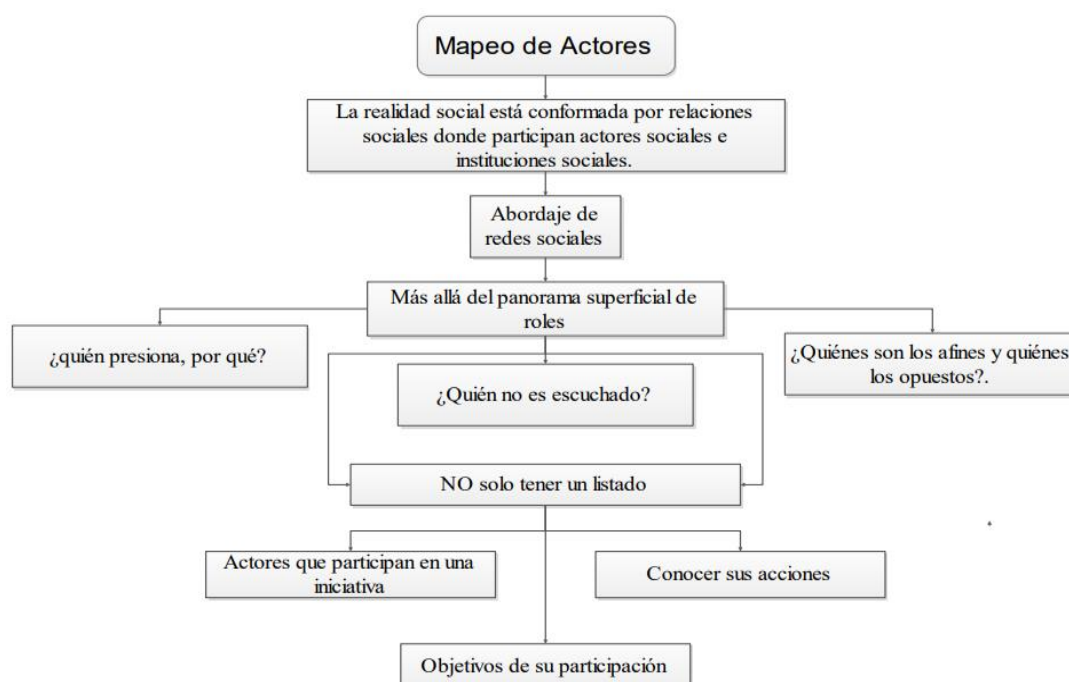 Mapeo de Actores
La realidad social está conformada por relaciones
sociales donde participan actores sociales e
instituciones sociales.
Abordaje de
redes sociales
Más allá del panorama superficial de
roles
¿quién presiona, por qué?
¿Quién no es escuchado?
¿Quiénes son los afines y quiénes
los opuestos?.
NO solo tener un listado
Actores que participan en una
iniciativa
Conocer sus acciones
Objetivos de su participación